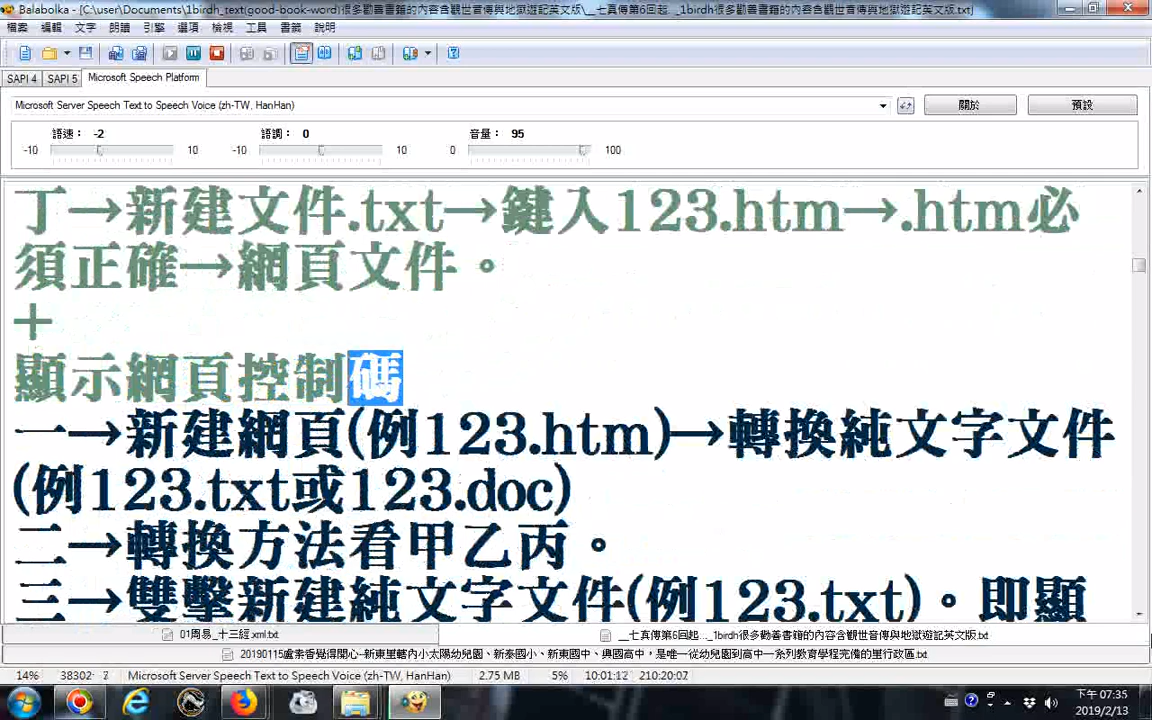 Balabolka - [C:\user\Documents\1birdh_text(good-book-word)很多勸善書籍的內容含觀世音傳與地獄遊記英文版\__七真傳第6回起..._1birdh很多勸善書籍的內容含觀世音傳與地獄遊記英文版.txt]
檔案 編輯 文字 朗讀 引擎 選項 檢視 工具 書籤 說明
SAPI 4 SAPI 5 Microsoft Speech Platform
Microsoft Server Speech Text to Speech Voice (zh-TW, HanHan) 關於 預設
語速： -2 語調： 0 音量： 95
-10 10 -10 10 0 100
丁→新建文件.txt→鍵入123.htm→.htm必
須正確→網頁文件。
＋
顯示網頁控制碼
一→新建網頁(例123.htm)→轉換純文字文件
(例123.txt或123.doc)
二→轉換方法看甲乙丙。
三→雙擊新建純文字文件(例123.txt)。即顯
01周易_十三經.xml.txt __七真傳第6回起..._1birdh很多勸善書籍的內容含觀世音傳與地獄遊記英文版.txt
20190115盧素香覺得開心--新東里轄內小太陽幼兒園、新泰國小、新東國中、典國高中，是唯一從幼兒園到高中一系列教育學程完備的里行政區.txt
14% 38302: 7 Microsoft Server Speech Text to Speech Voice (zh-TW, HanHan) 2.75 MB 5% 10:01:12 210:20:07
下午 07:35
2019/2/13